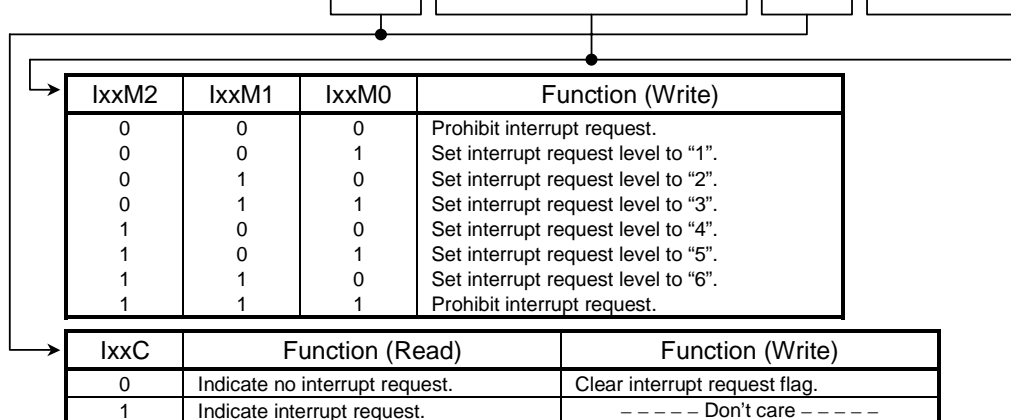 IxxM2 IxxM1 IxxM0 Function (Write)
0 0 0 Prohibit interrupt request.
0 0 1 Set interrupt request level to “1”.
0 1 0 Set interrupt request level to “2”.
0 1 1 Set interrupt request level to “3”.
1 0 0 Set interrupt request level to “4”.
1 0 1 Set interrupt request level to “5”.
1 1 0 Set interrupt request level to “6”.
1 1 1 Prohibit interrupt request.
IxxC Function (Read) Function (Write)
0 Indicate no interrupt request. Clear interrupt request flag.
1 Indicate interrupt request. – – – – – Don’t care – – – – –